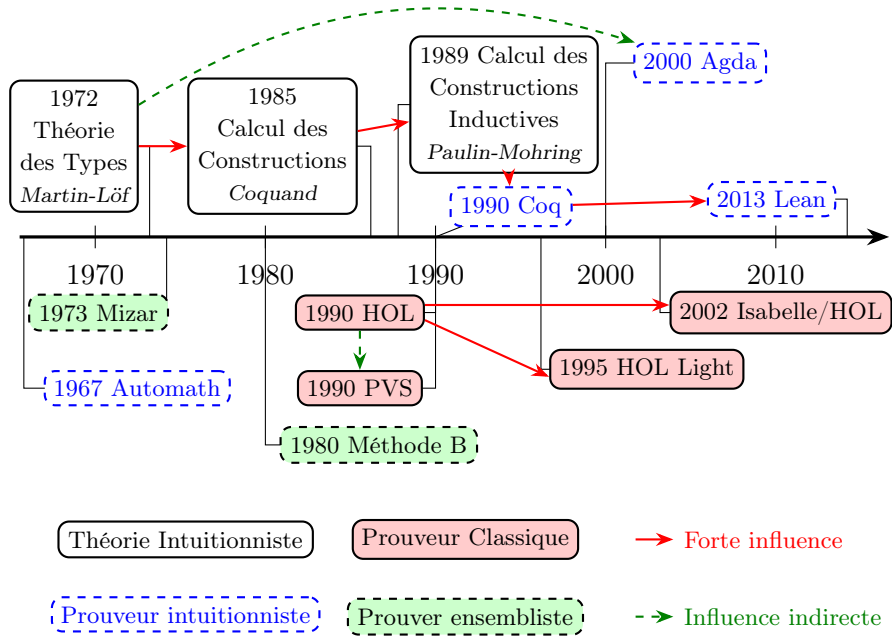 1972
Théorie
des Types
Martin-Löf
1985
Calcul des
Constructions
Coquand
1989 Calcul des
Constructions
Inductives
Paulin-Mohring
2000 Agda
1990 Coq
2013 Lean
1970
1980
1990
2000
2010
1973 Mizar
1990 HOL
2002 Isabelle/HOL
1967 Automath
1990 PVS
1995 HOL Light
1980 Méthode B
Théorie Intuitionniste
Prouveur Classique
Forte influence
Prouveur intuitionniste
Prouver ensembliste
Influence indirecte